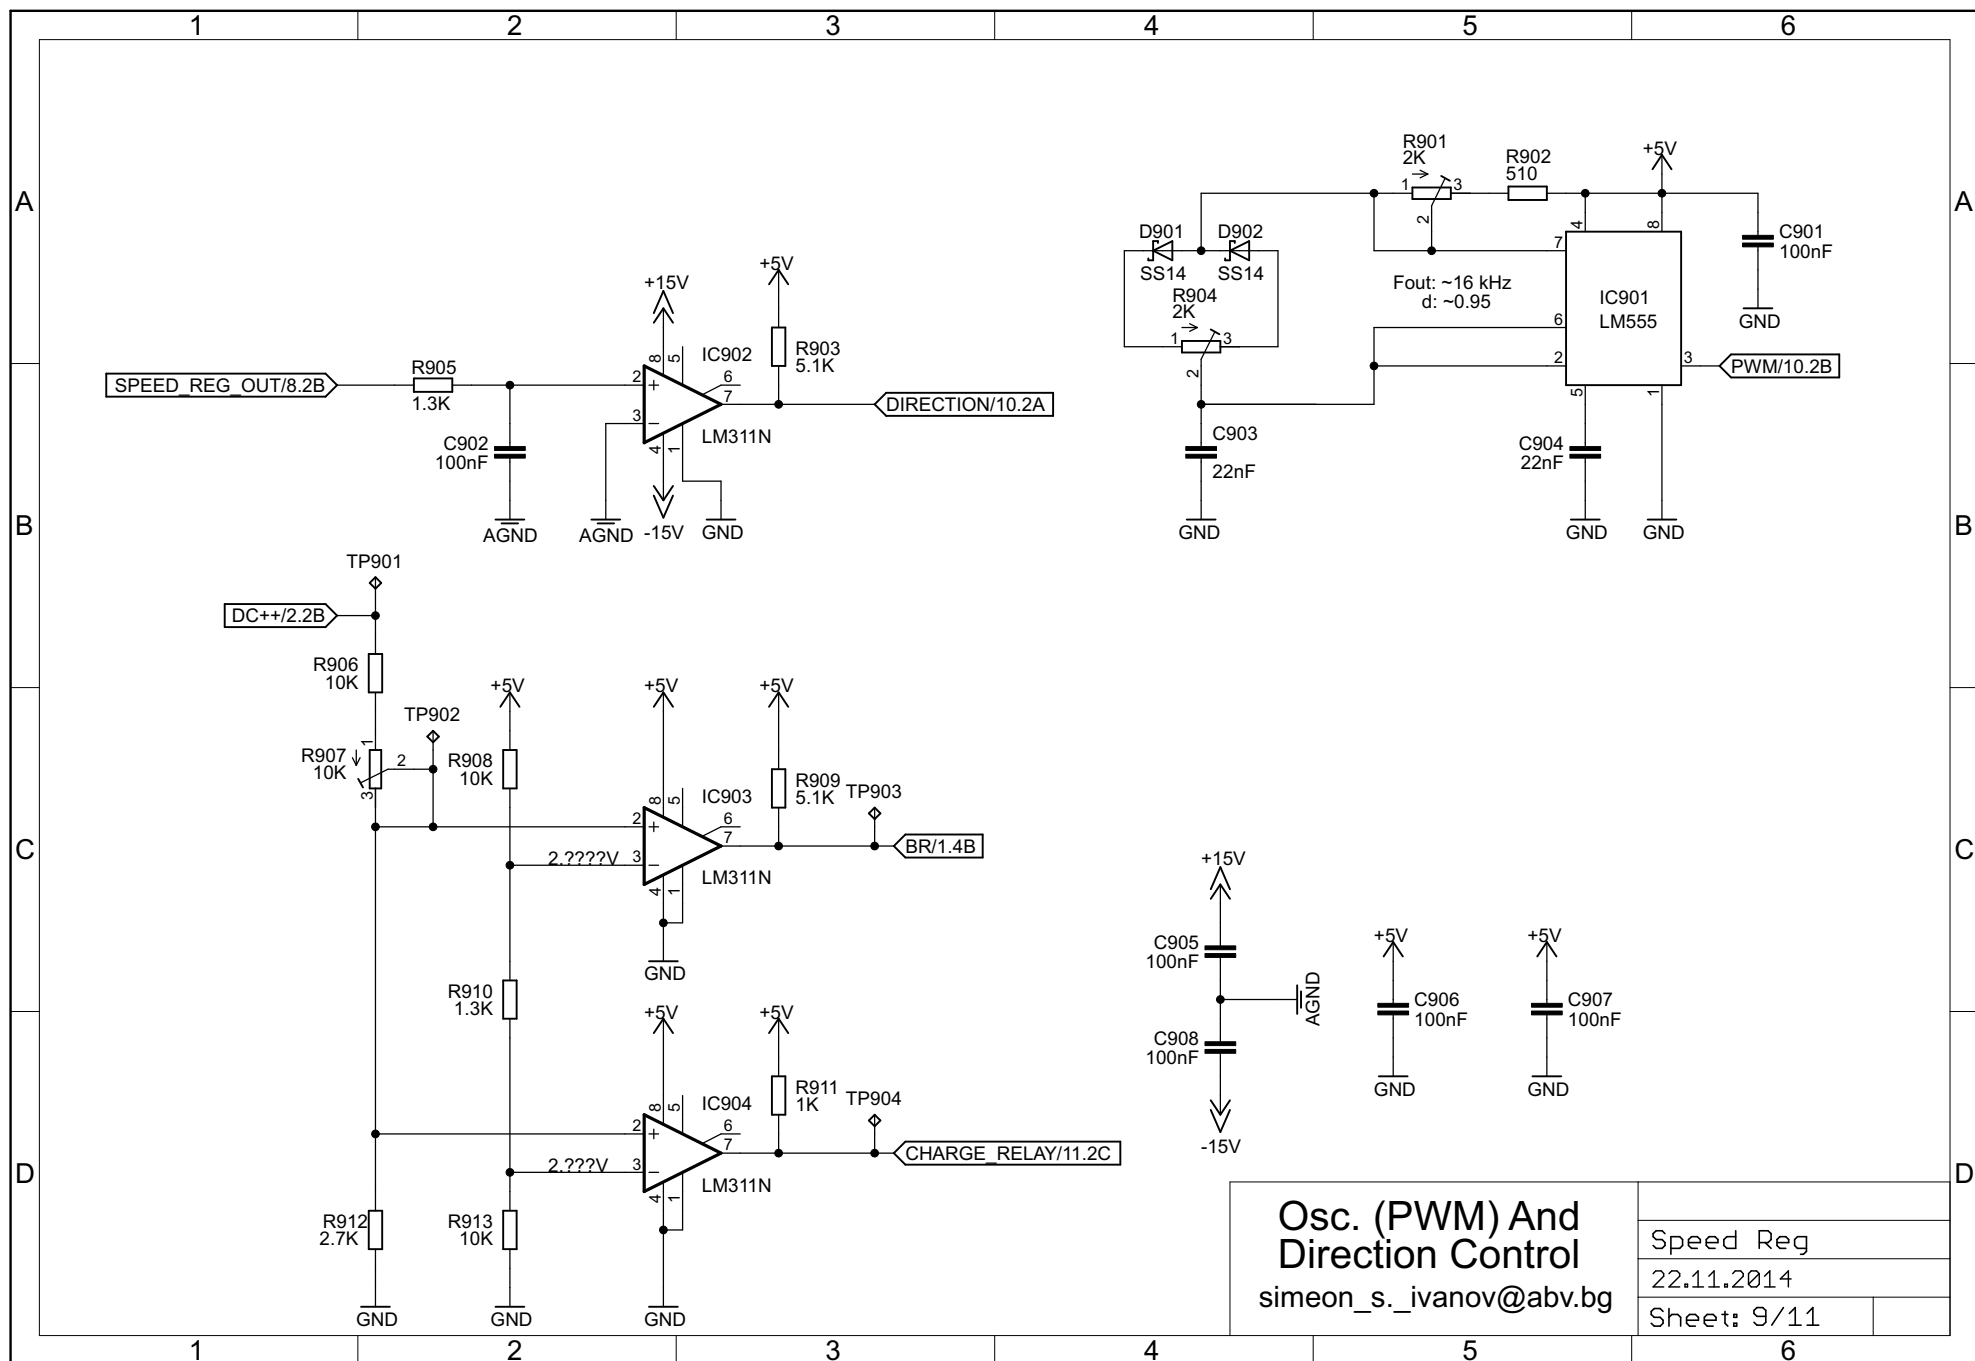 1 2 3 4 5 6
A A
B B
C C
D D
1 2 3 4 5 6
SPEED_REG_OUT/8.2B
R905
1.3K
C902
100nF
AGND
AGND
+15V
8
5
IC902
6
2
+
7
3
−
4
1
LM311N
-15V
GND
+5V
R903
5.1K
DIRECTION/10.2A
R901
2K
1
3
2
R902
510
+5V
D901
SS14
D902
SS14
R904
2K
1
3
2
Fout: ~16 kHz
d: ~0.95
4
8
7
IC901
LM555
6
2
3
5
1
C901
100nF
GND
PWM/10.2B
C903
22nF
GND
C904
22nF
GND
GND
TP901
DC++/2.2B
R906
10K
TP902
R907
10K
1
2
3
+5V
R908
10K
+5V
8
5
IC903
6
2
+
7
2.????V
3
−
4
1
LM311N
GND
+5V
R909
5.1K
TP903
BR/1.4B
R910
1.3K
+5V
8
5
IC904
6
2
+
7
2.???V
3
−
4
1
LM311N
GND
+5V
R911
1K
TP904
CHARGE_RELAY/11.2C
R912
2.7K
GND
R913
10K
GND
+15V
C905
100nF
AGND
C908
100nF
-15V
+5V
C906
100nF
GND
+5V
C907
100nF
GND
Osc. (PWM) And
Direction Control
simeon_s._ivanov@abv.bg
Speed Reg
22.11.2014
Sheet: 9/11